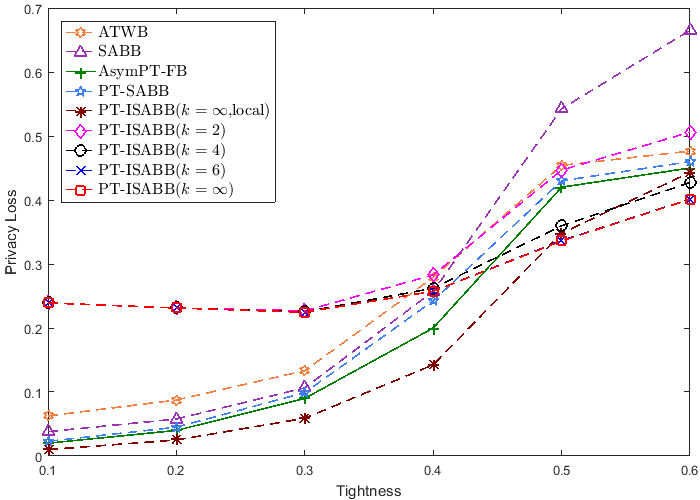 0.7
0.6
0.5
0.4
0.3
0.2
0.1
0
Privacy Loss
ATWB
SABB
AsymPT-FB
PT-SABB
PT-ISABB(k = ∞,local)
PT-ISABB(k = 2)
PT-ISABB(k = 4)
PT-ISABB(k = 6)
PT-ISABB(k = ∞)
0.1 0.2 0.3 0.4 0.5 0.6
Tightness